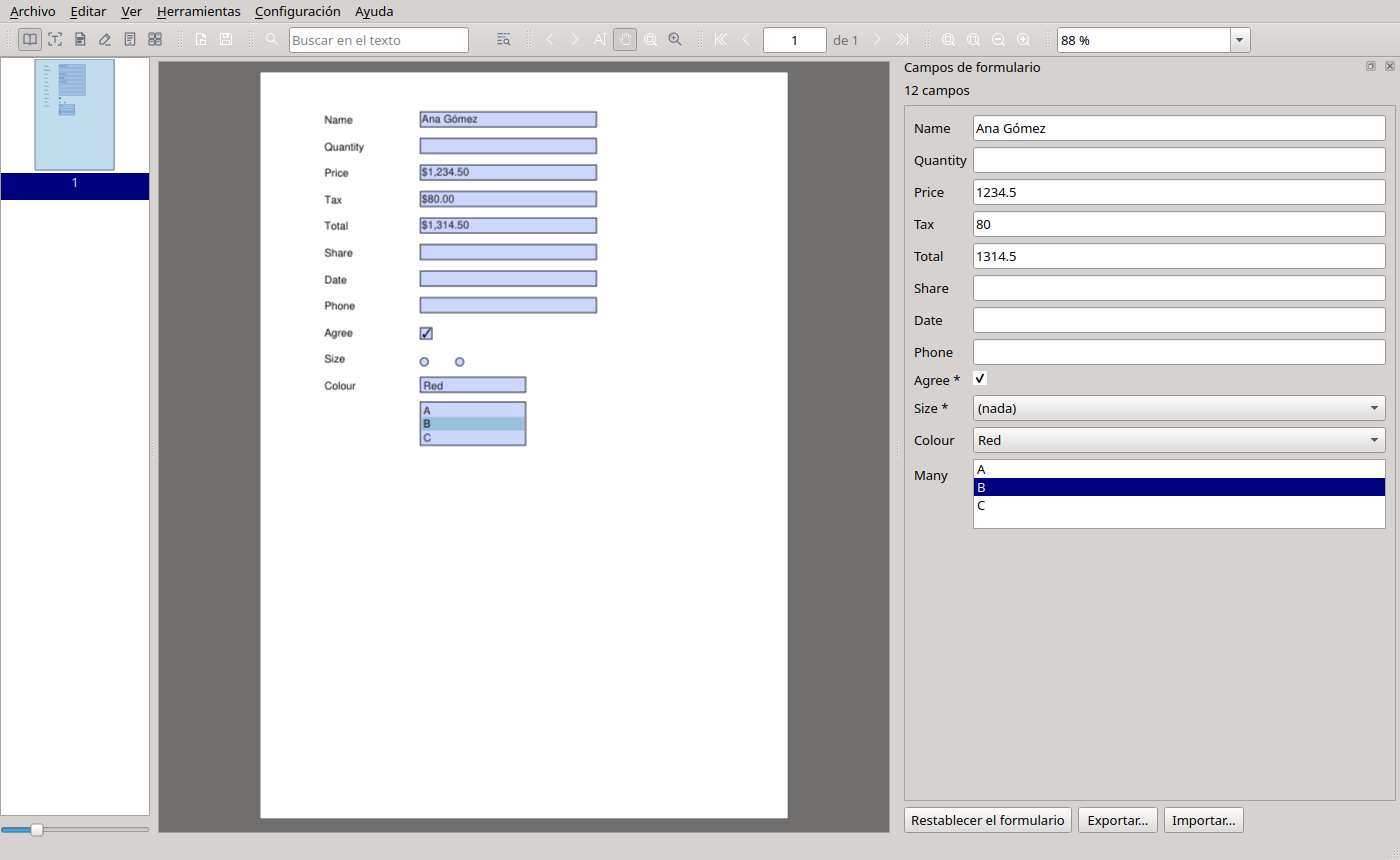 Archivo Editar Ver Herramientas Configuración Ayuda
Buscar en el texto
1 de 1
88 %
1
Name Ana Gómez
Quantity
Price $1,234.50
Tax $80.00
Total $1,314.50
Share
Date
Phone
Agree
Size
Colour Red
A
B
C
Campos de formulario
12 campos
Name Ana Gómez
Quantity
Price 1234.5
Tax 80
Total 1314.5
Share
Date
Phone
Agree *
Size * (nada)
Colour Red
Many A
B
C
Restablecer el formulario Exportar... Importar...